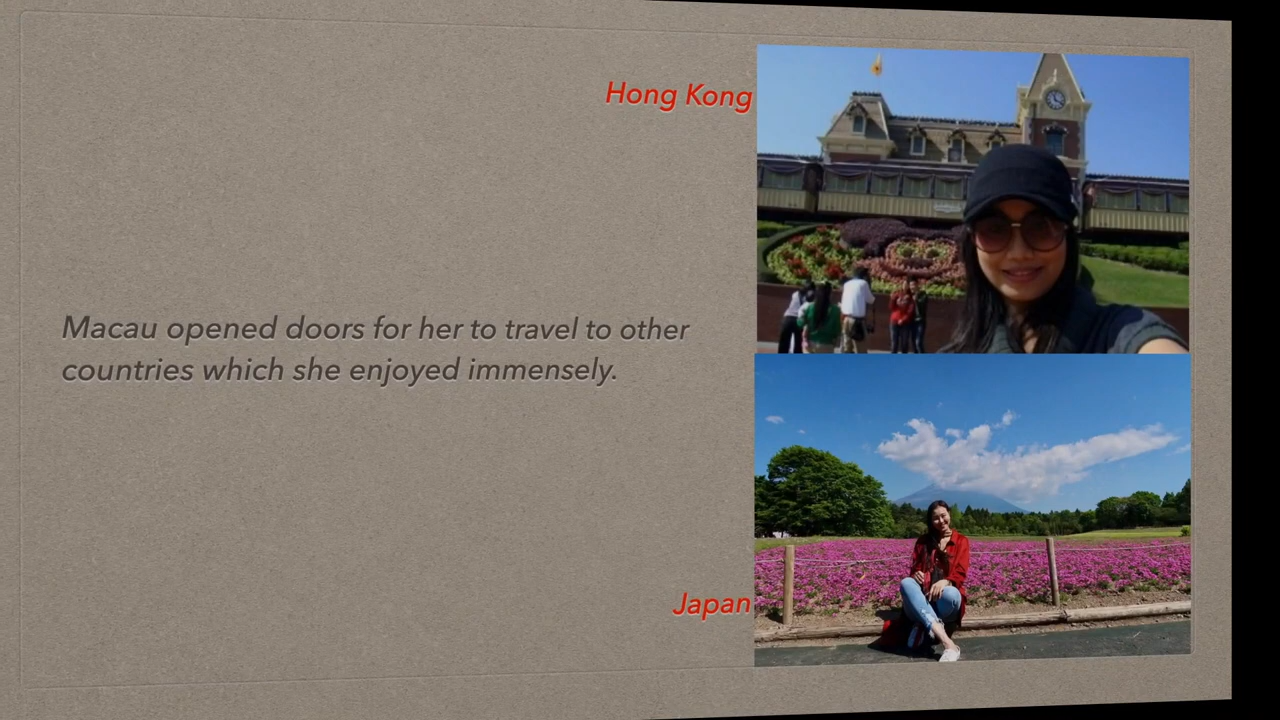 Hong Kong
Macau opened doors for her to travel to other
countries which she enjoyed immensely.
Japan